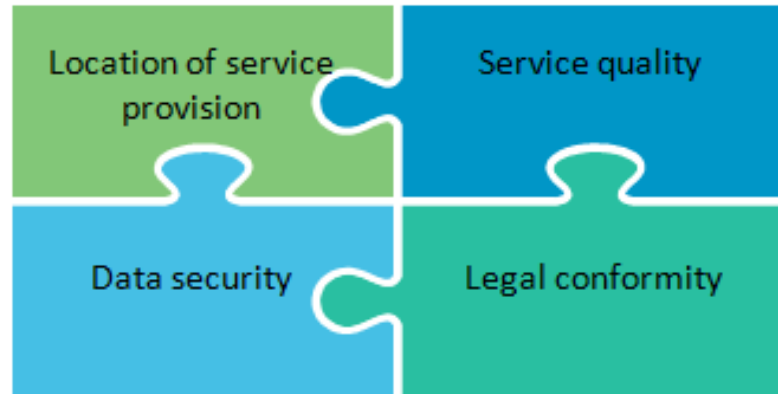 Location of service
provision
Service quality
Data security
Legal conformity